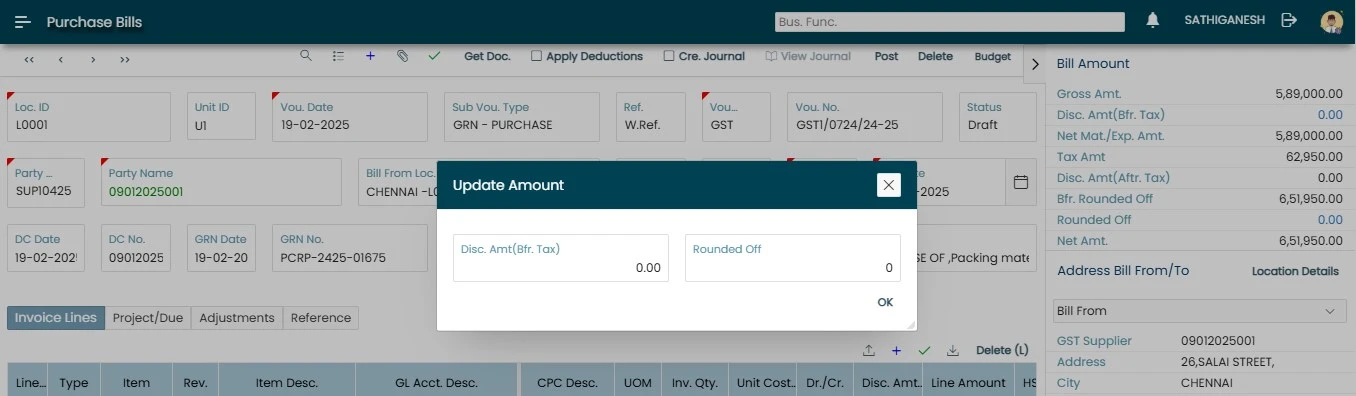 Purchase Bills
Bus. Func.
SATHIGANESH
Get Doc.
Apply Deductions
Cre. Journal
View Journal
Post
Delete
Budget
Loc. ID
L0001
Unit ID
U1
Vou. Date
19-02-2025
Sub Vou. Type
GRN - PURCHASE
Ref.
W.Ref.
Vou...
GST
Vou. No.
GST1/0724/24-25
Status
Draft
Party ...
SUP10425
Party Name
09012025001
Bill From Loc.
CHENNAI -L0
-2025
DC Date
19-02-202
DC No.
09012025
GRN Date
19-02-20
GRN No.
PCRP-2425-01675
SE OF ,Packing mate
Update Amount
Disc. Amt(Bfr. Tax)
0.00
Rounded Off
0
OK
Invoice Lines
Project/Due
Adjustments
Reference
Delete (L)
Line...
Type
Item
Rev.
Item Desc.
GL Acct. Desc.
CPC Desc.
UOM
Inv. Qty.
Unit Cost..
Dr./Cr.
Disc. Amt..
Line Amount
HS
Bill Amount
Gross Amt. 5,89,000.00
Disc. Amt(Bfr. Tax) 0.00
Net Mat./Exp. Amt. 5,89,000.00
Tax Amt 62,950.00
Disc. Amt(Aftr. Tax) 0.00
Bfr. Rounded Off 6,51,950.00
Rounded Off 0.00
Net Amt. 6,51,950.00
Address Bill From/To
Location Details
Bill From
GST Supplier 09012025001
Address 26,SALAI STREET,
City CHENNAI